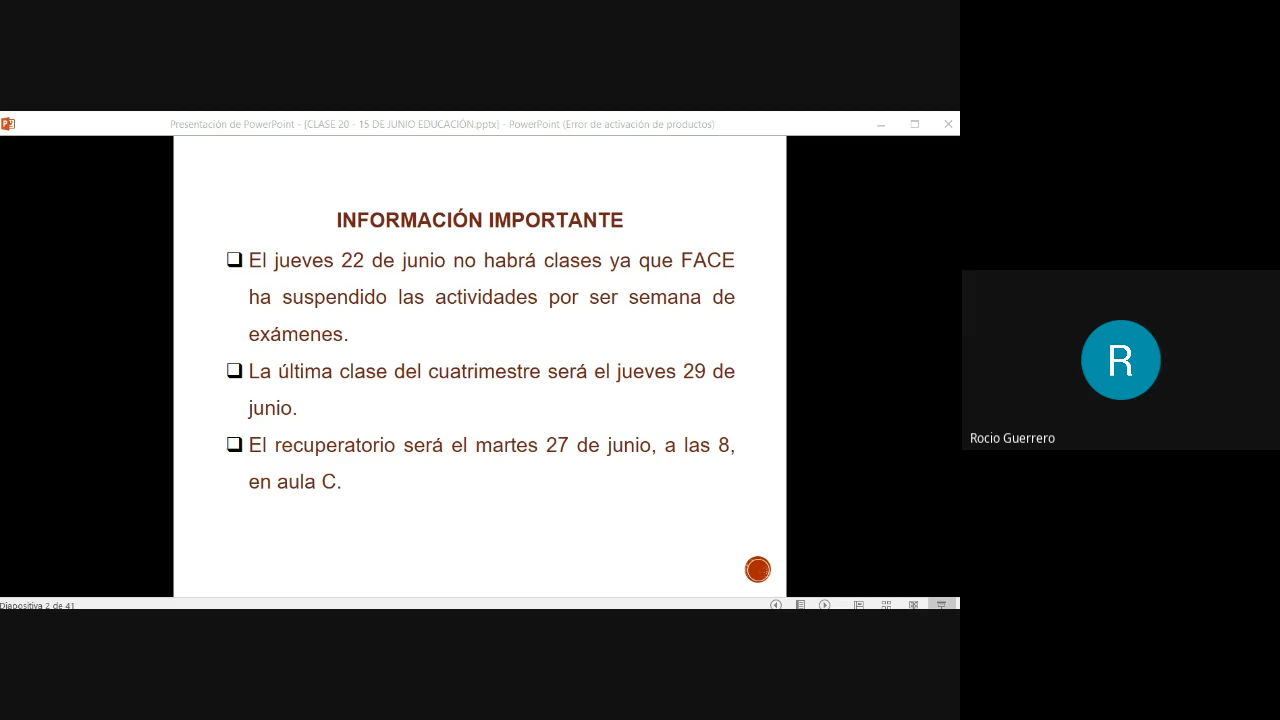 Presentación de PowerPoint - [CLASE 20 - 15 DE JUNIO EDUCACIÓN.pptx] - PowerPoint (Error de activación de productos)
INFORMACIÓN IMPORTANTE
El jueves 22 de junio no habrá clases ya que FACE
ha suspendido las actividades por ser semana de
exámenes.
La última clase del cuatrimestre será el jueves 29 de
junio.
El recuperatorio será el martes 27 de junio, a las 8,
en aula C.
Diapositiva 2 de 41
R
Rocio Guerrero